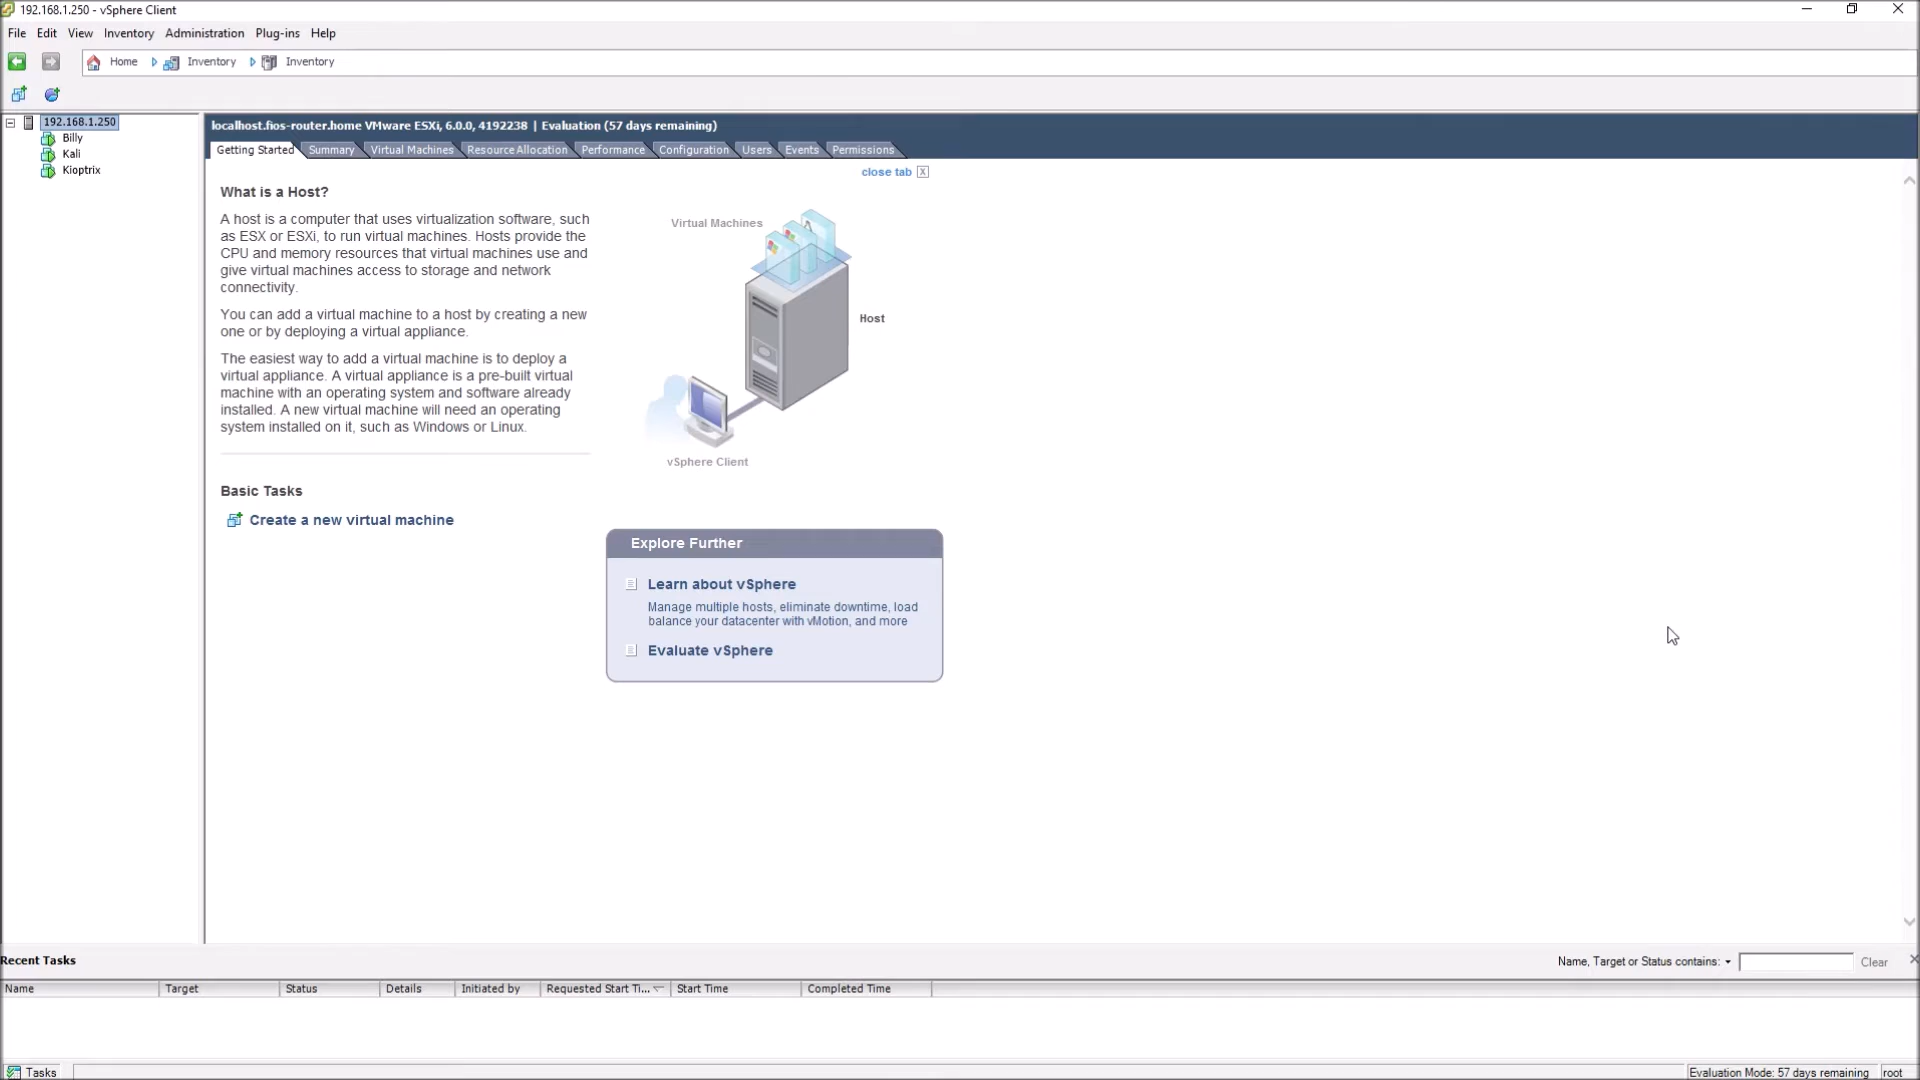 192.168.1.250 - vSphere Client
File Edit View Inventory Administration Plug-ins Help
Home Inventory Inventory
192.168.1.250
Billy
Kali
Kioptrix
localhost.fios-router.home VMware ESXi, 6.0.0, 4192238 | Evaluation (57 days remaining)
Getting Started Summary Virtual Machines Resource Allocation Performance Configuration Users Events Permissions
close tab X
What is a Host?
A host is a computer that uses virtualization software, such
as ESX or ESXi, to run virtual machines. Hosts provide the
CPU and memory resources that virtual machines use and
give virtual machines access to storage and network
connectivity.
You can add a virtual machine to a host by creating a new
one or by deploying a virtual appliance.
The easiest way to add a virtual machine is to deploy a
virtual appliance. A virtual appliance is a pre-built virtual
machine with an operating system and software already
installed. A new virtual machine will need an operating
system installed on it, such as Windows or Linux.
Virtual Machines
Host
vSphere Client
Basic Tasks
Create a new virtual machine
Explore Further
Learn about vSphere
Manage multiple hosts, eliminate downtime, load
balance your datacenter with vMotion, and more
Evaluate vSphere
Recent Tasks
Name, Target or Status contains: Clear
Name Target Status Details Initiated by Requested Start Ti... Start Time Completed Time
Tasks
Evaluation Mode: 57 days remaining root